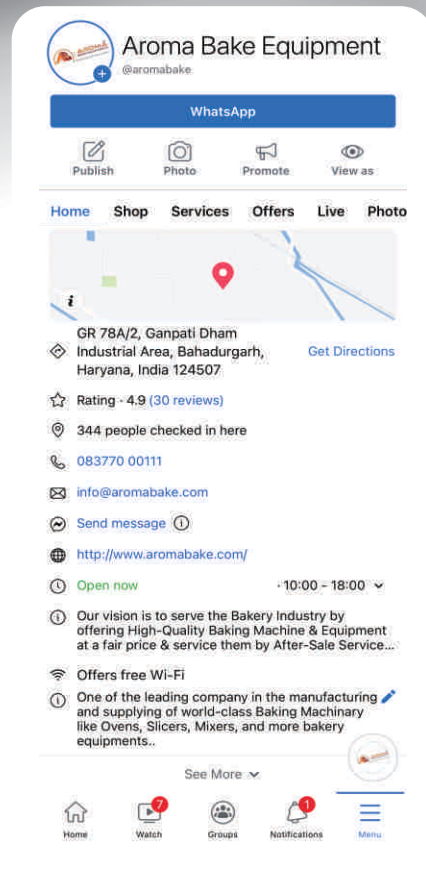 Aroma Bake Equipment
@aromabake
WhatsApp
Publish
Photo
Promote
View as
Home Shop Services Offers Live Photo
GR 78A/2, Ganpati Dham
Industrial Area, Bahadurgarh,
Haryana, India 124507
Get Directions
Rating · 4.9 (30 reviews)
344 people checked in here
083770 00111
info@aromabake.com
Send message
http://www.aromabake.com/
Open now · 10:00 - 18:00
Our vision is to serve the Bakery Industry by
offering High-Quality Baking Machine & Equipment
at a fair price & service them by After-Sale Service...
Offers free Wi-Fi
One of the leading company in the manufacturing
and supplying of world-class Baking Machinary
like Ovens, Slicers, Mixers, and more bakery
equipments..
See More
7
1
Home Watch Groups Notifications Menu